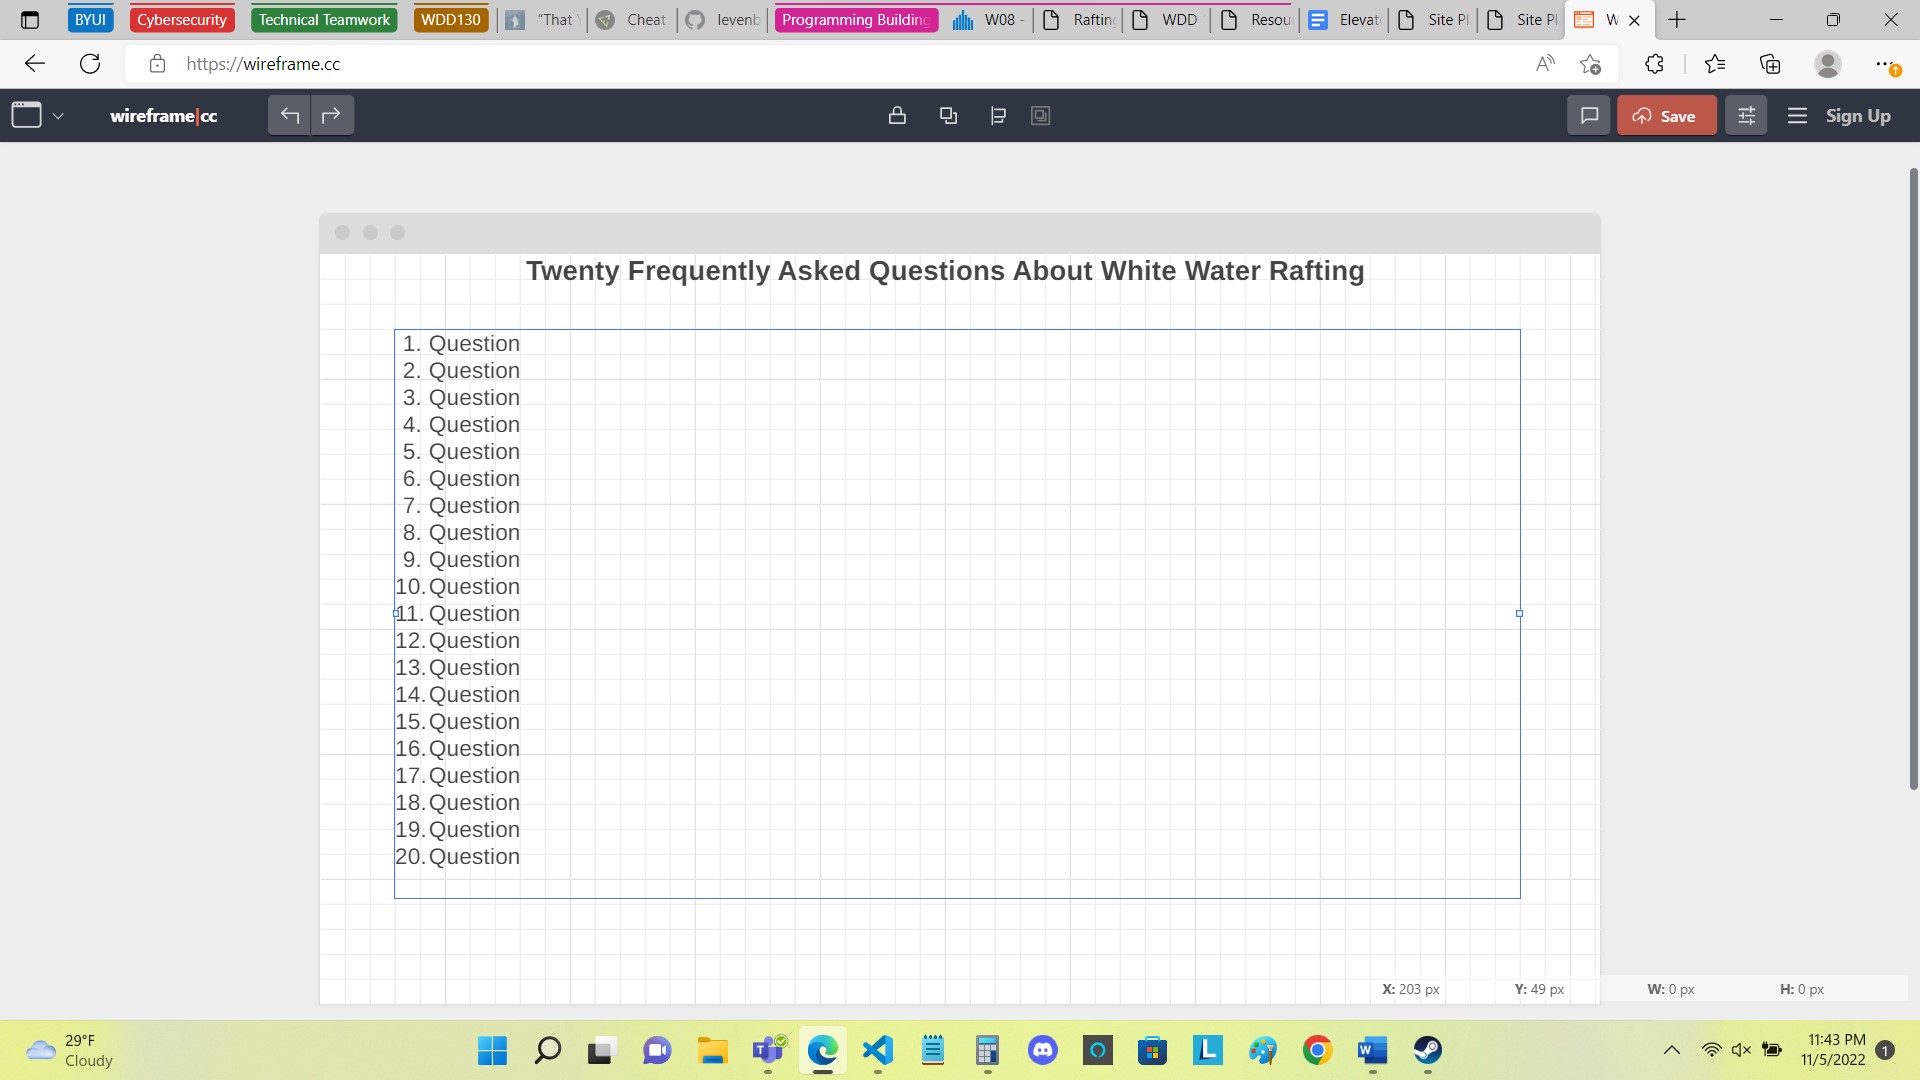 BYUI Cybersecurity Technical Teamwork WDD130 "That Cheat levenb Programming Building W08 - Rafting WDD Resou Elevat Site Pl Site Pl W
https://wireframe.cc
wireframe|cc Save Sign Up
Twenty Frequently Asked Questions About White Water Rafting
1. Question
2. Question
3. Question
4. Question
5. Question
6. Question
7. Question
8. Question
9. Question
10. Question
11. Question
12. Question
13. Question
14. Question
15. Question
16. Question
17. Question
18. Question
19. Question
20. Question
X: 203 px Y: 49 px W: 0 px H: 0 px
29°F
Cloudy
11:43 PM
11/5/2022 1